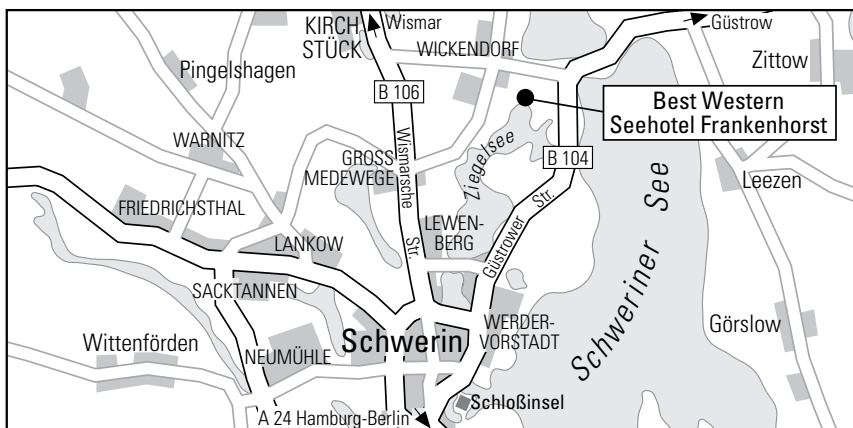 KIRCH
STÜCK
Wismar
WICKENDORF
Güstrow
Zittow
Pingelshagen
B 106
Best Western
Seehotel Frankenhorst
WARNITZ
Wismarsche
Str.
GROSS
MEDEWEGE
Ziegelsee
B 104
Leezen
FRIEDRICHSTHAL
LANKOW
LEWEN-
BERG
Güstrower Str.
Schweriner See
SACKTANNEN
Wittenförden
NEUMÜHLE
Schwerin
WERDER-
VORSTADT
Görslow
A 24 Hamburg-Berlin
Schloßinsel